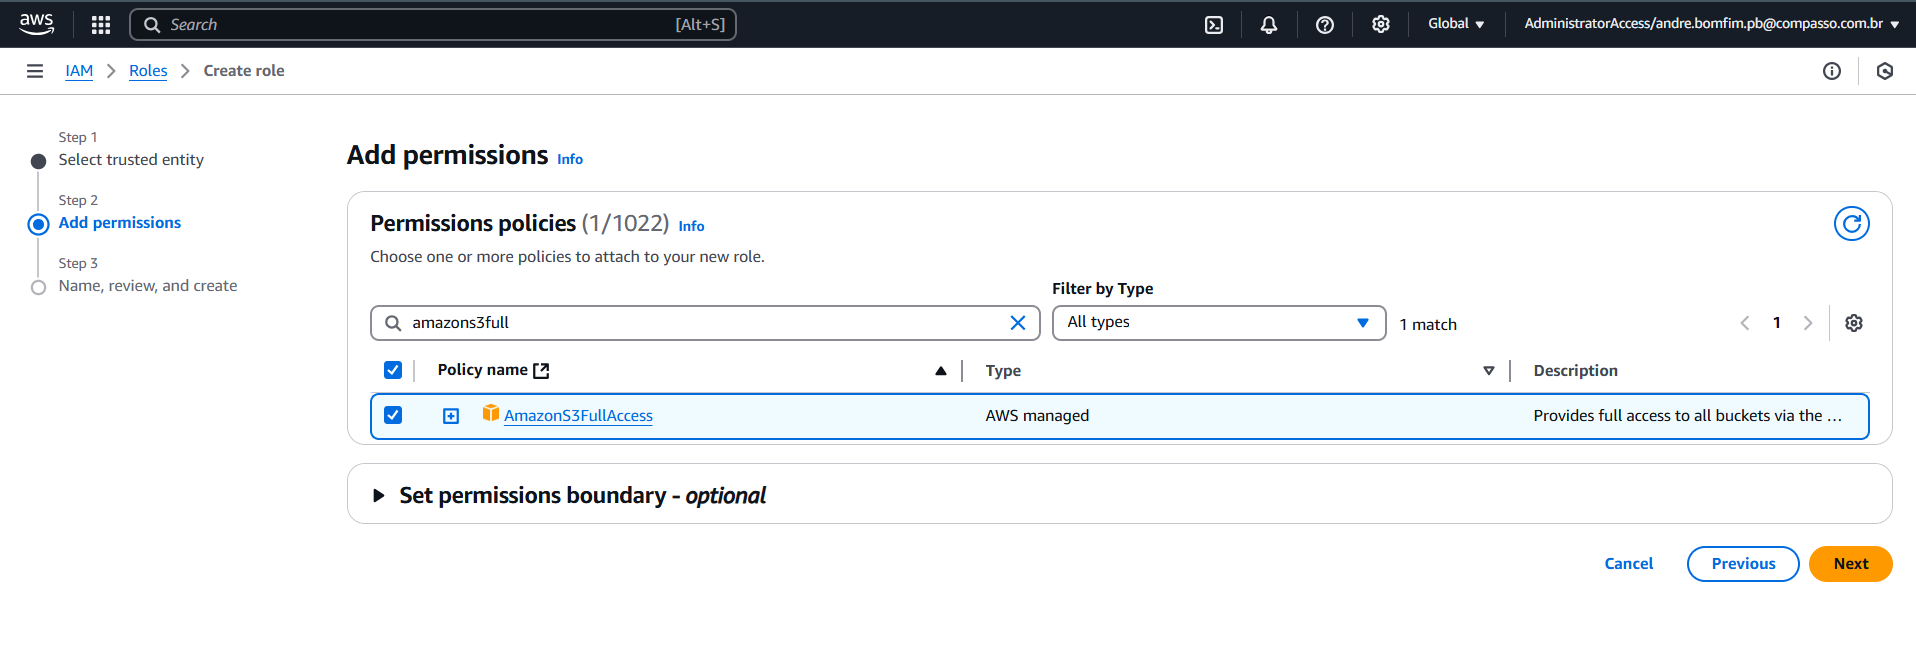 aws
Search [Alt+S]
Global
AdministratorAccess/andre.bomfim.pb@compasso.com.br
IAM > Roles > Create role
Step 1
Select trusted entity
Step 2
Add permissions
Step 3
Name, review, and create
Add permissions Info
Permissions policies (1/1022) Info
Choose one or more policies to attach to your new role.
Filter by Type
amazons3full
All types
1 match
1
Policy name
Type
Description
AmazonS3FullAccess
AWS managed
Provides full access to all buckets via the …
Set permissions boundary - optional
Cancel
Previous
Next